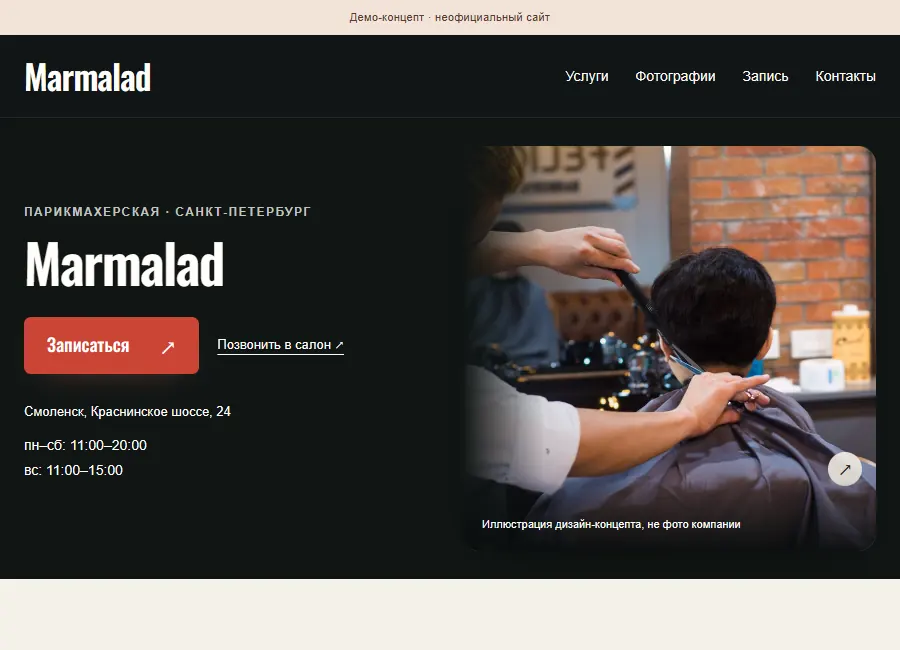 Демо-концепт · неофициальный сайт
Marmalad
Услуги Фотографии Запись Контакты
ПАРИКМАХЕРСКАЯ · САНКТ-ПЕТЕРБУРГ
Marmalad
Записаться ↗
Позвонить в салон ↗
Смоленск, Краснинское шоссе, 24
пн–сб: 11:00–20:00
вс: 11:00–15:00
↗
Иллюстрация дизайн-концепта, не фото компании